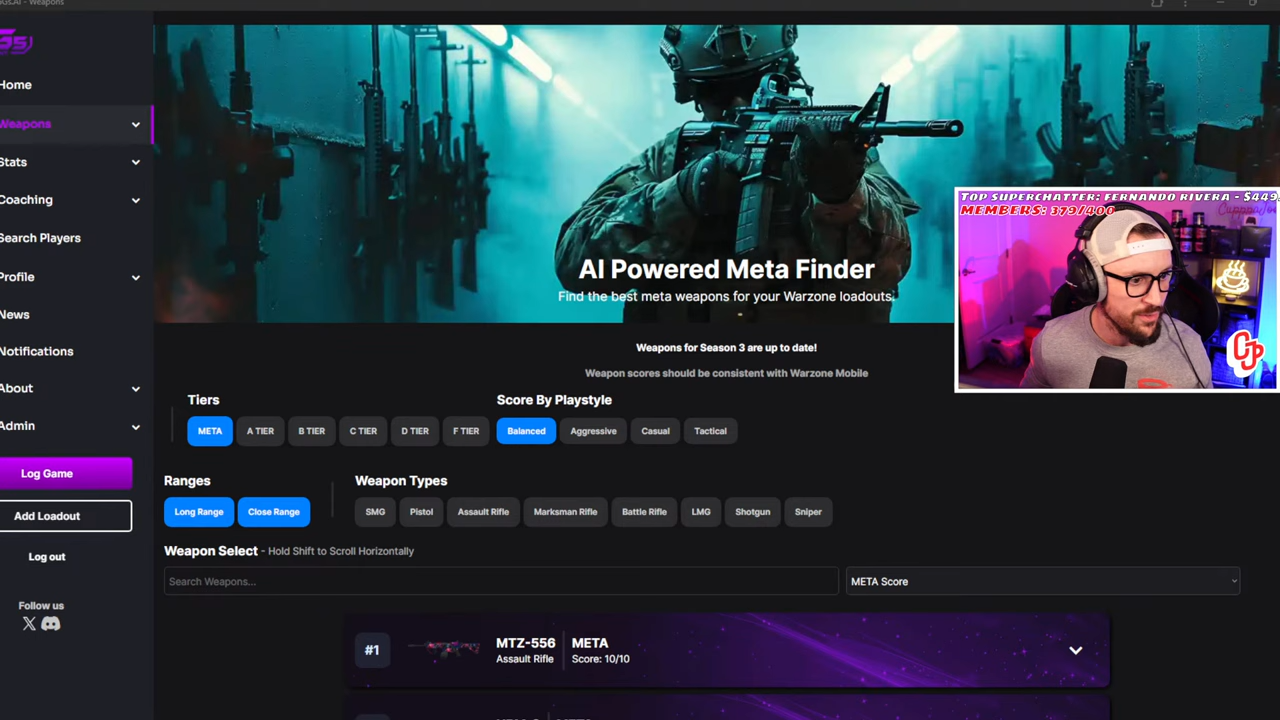 Weapons
Home
Weapons
Stats
Coaching
Search Players
Profile
News
Notifications
About
Admin
Log Game
Add Loadout
Log out
Follow us
AI Powered Meta Finder
Find the best meta weapons for your Warzone loadouts.
TOP SUPERCHATTER: FERNANDO RIVERA - $449
MEMBERS: 379/400
CJP
Weapons for Season 3 are up to date!
Weapon scores should be consistent with Warzone Mobile
Tiers
META
A TIER
B TIER
C TIER
D TIER
F TIER
Score By Playstyle
Balanced
Aggressive
Casual
Tactical
Ranges
Long Range
Close Range
Weapon Types
SMG
Pistol
Assault Rifle
Marksman Rifle
Battle Rifle
LMG
Shotgun
Sniper
Weapon Select - Hold Shift to Scroll Horizontally
Search Weapons...
META Score
#1
MTZ-556
Assault Rifle
META
Score: 10/10